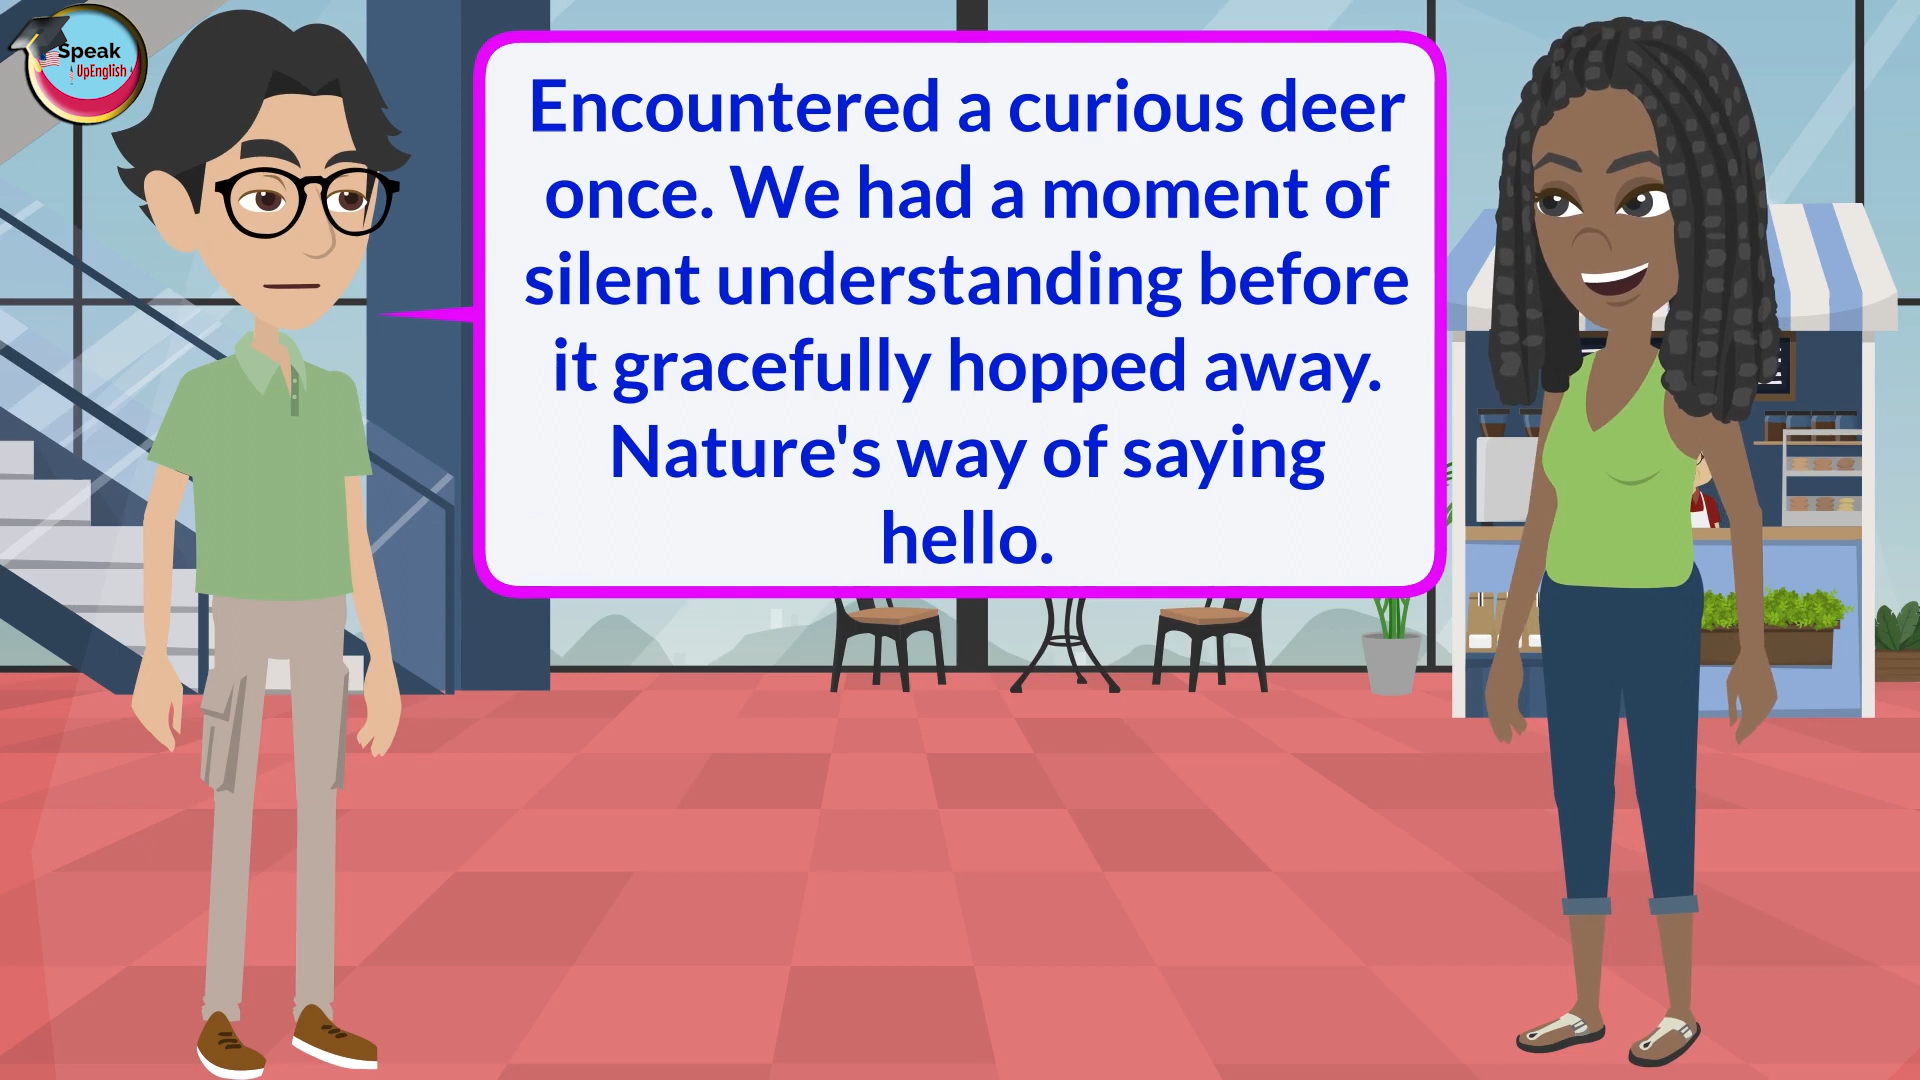 Speak
UpEnglish
Encountered a curious deer
once. We had a moment of
silent understanding before
it gracefully hopped away.
Nature's way of saying
hello.